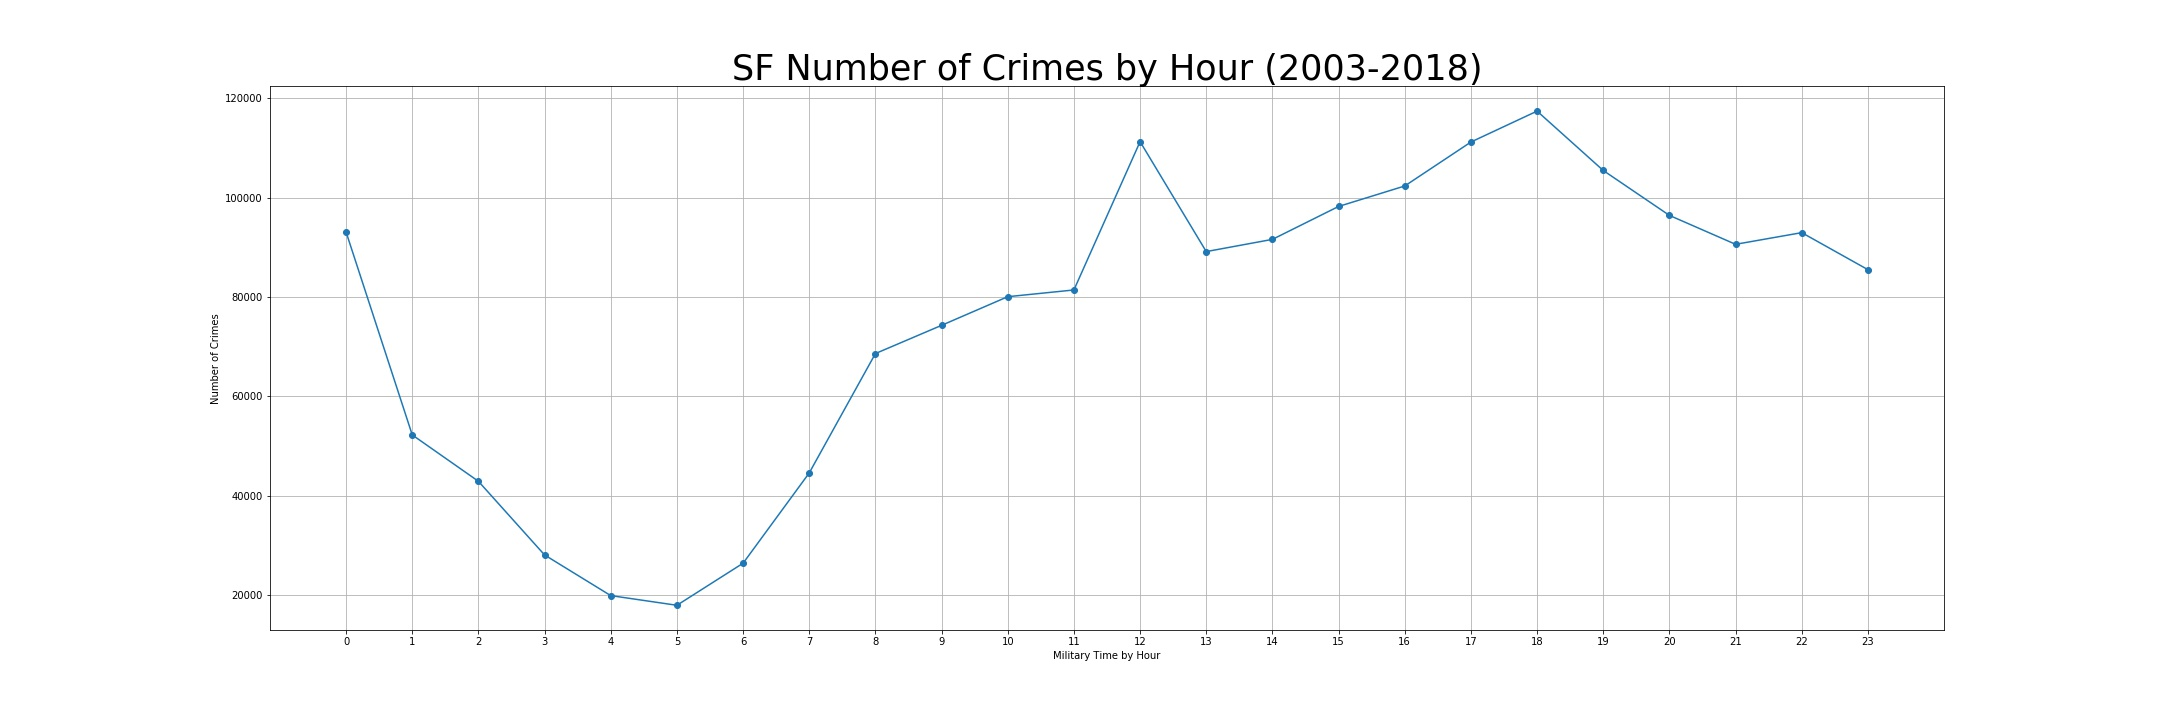 SF Number of Crimes by Hour (2003-2018)
120000
100000
80000
60000
40000
20000
Number of Crimes
0 1 2 3 4 5 6 7 8 9 10 11 12 13 14 15 16 17 18 19 20 21 22 23
Military Time by Hour